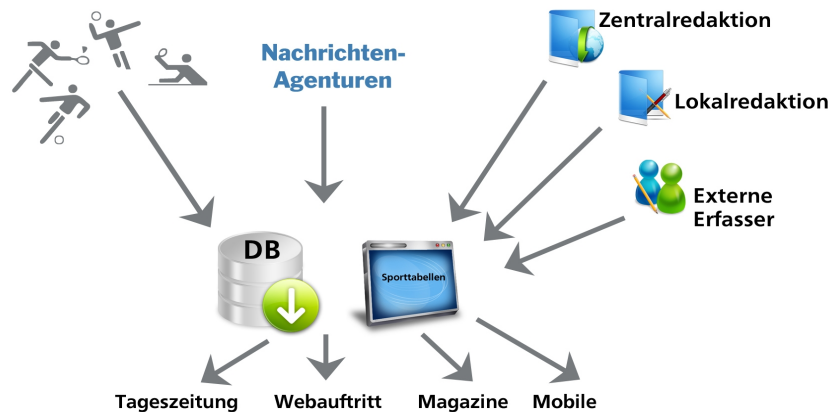 Zentralredaktion
Nachrichten-
Agenturen
Lokalredaktion
Externe
Erfasser
DB
Sporttabellen
Tageszeitung
Webauftritt
Magazine
Mobile